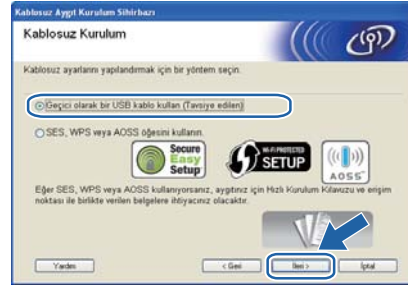 Kablosuz Aygıt Kurulum Sihirbazı
Kablosuz Kurulum
Kablosuz ayarlarını yapılandırmak için bir yöntem seçin.
Geçici olarak bir USB kablo kullan (Tavsiye edilen)
SES, WPS veya AOSS öğesini kullanın.
Secure
Easy
Setup
WI-FI PROTECTED
SETUP
AOSS
Eğer SES, WPS veya AOSS kullanıyorsanız, aygıtınız için Hızlı Kurulum Kılavuzu ve erişim
noktası ile birlikte verilen belgelere ihtiyacınız olacaktır.
Yardım
< Geri
İleri >
İptal